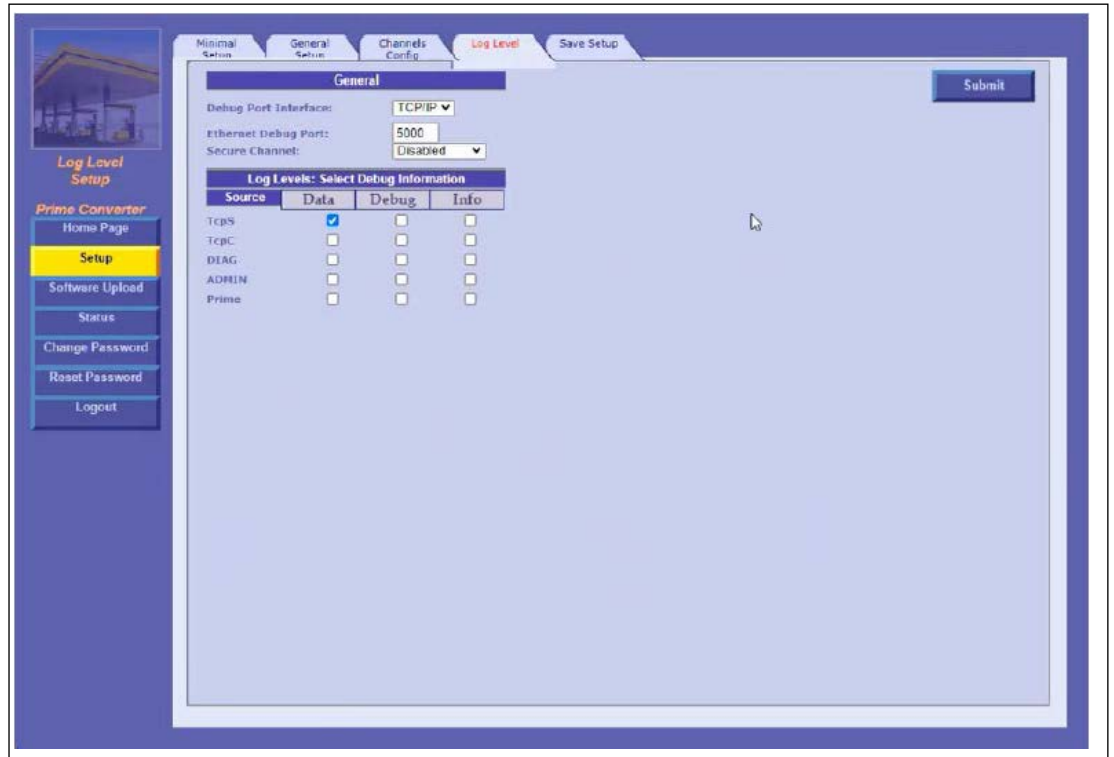 Minimal Setup
General Setup
Channels Config
Log Level
Save Setup
General
Submit
Debug Port Interface: TCP/IP
Ethernet Debug Port: 5000
Secure Channel: Disabled
Log Levels: Select Debug Information
Source Data Debug Info
TcpS
TcpC
DIAG
ADMIN
Prime
Log Level
Setup
Prime Converter
Home Page
Setup
Software Upload
Status
Change Password
Reset Password
Logout